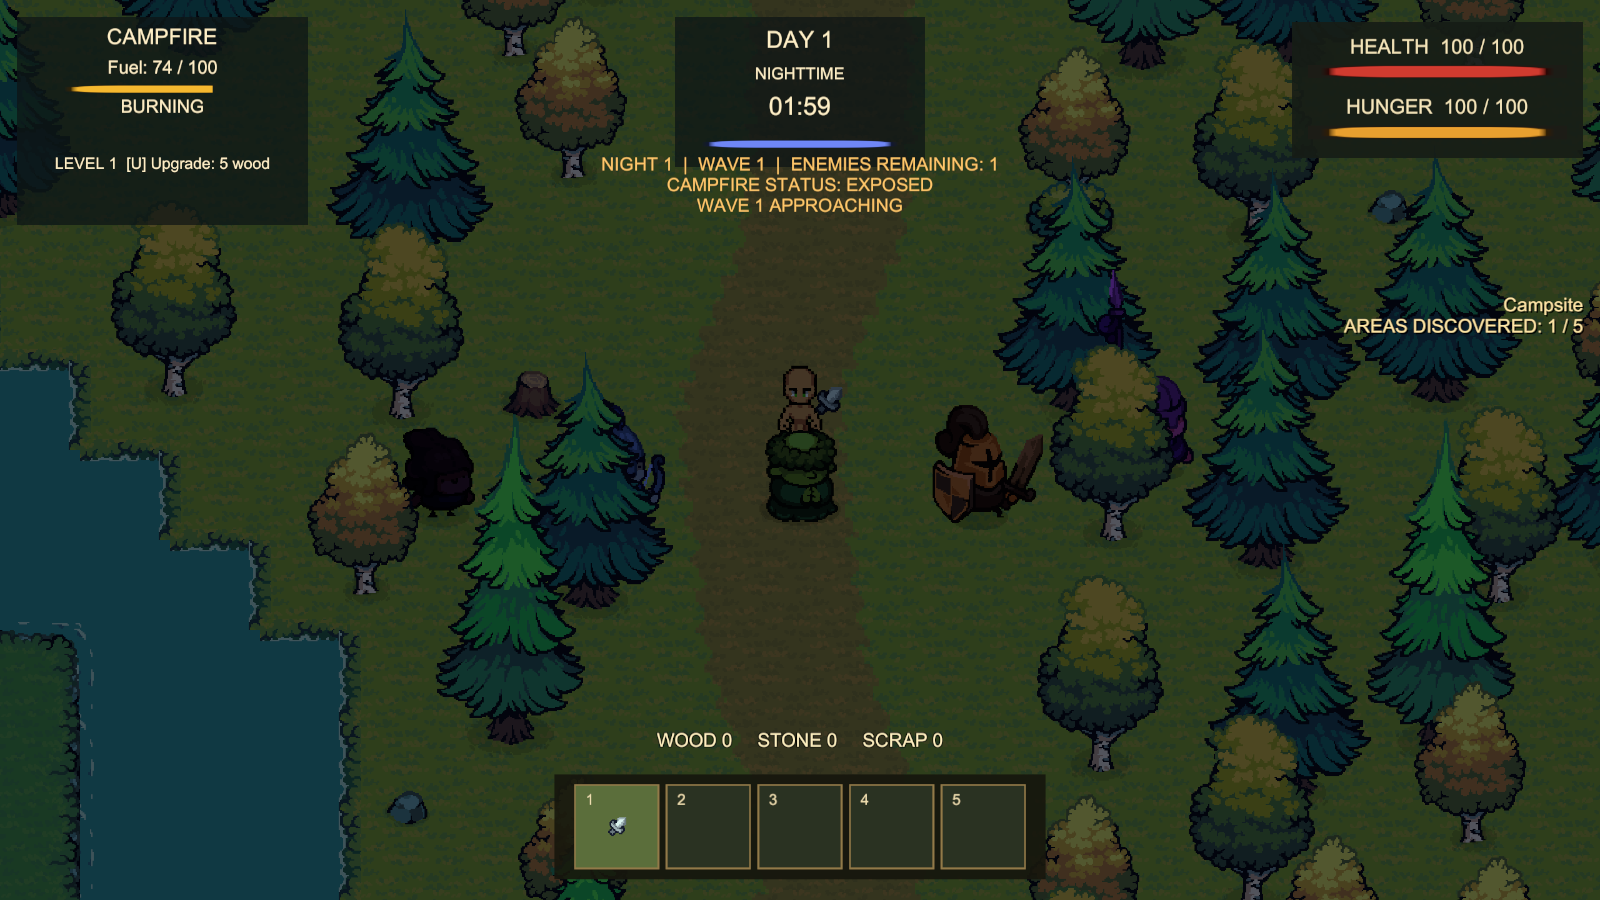 CAMPFIRE
Fuel: 74 / 100
BURNING
LEVEL 1 [U] Upgrade: 5 wood
DAY 1
NIGHTTIME
01:59
NIGHT 1 | WAVE 1 | ENEMIES REMAINING: 1
CAMPFIRE STATUS: EXPOSED
WAVE 1 APPROACHING
HEALTH 100 / 100
HUNGER 100 / 100
Campsite
AREAS DISCOVERED: 1 / 5
WOOD 0 STONE 0 SCRAP 0
1 2 3 4 5